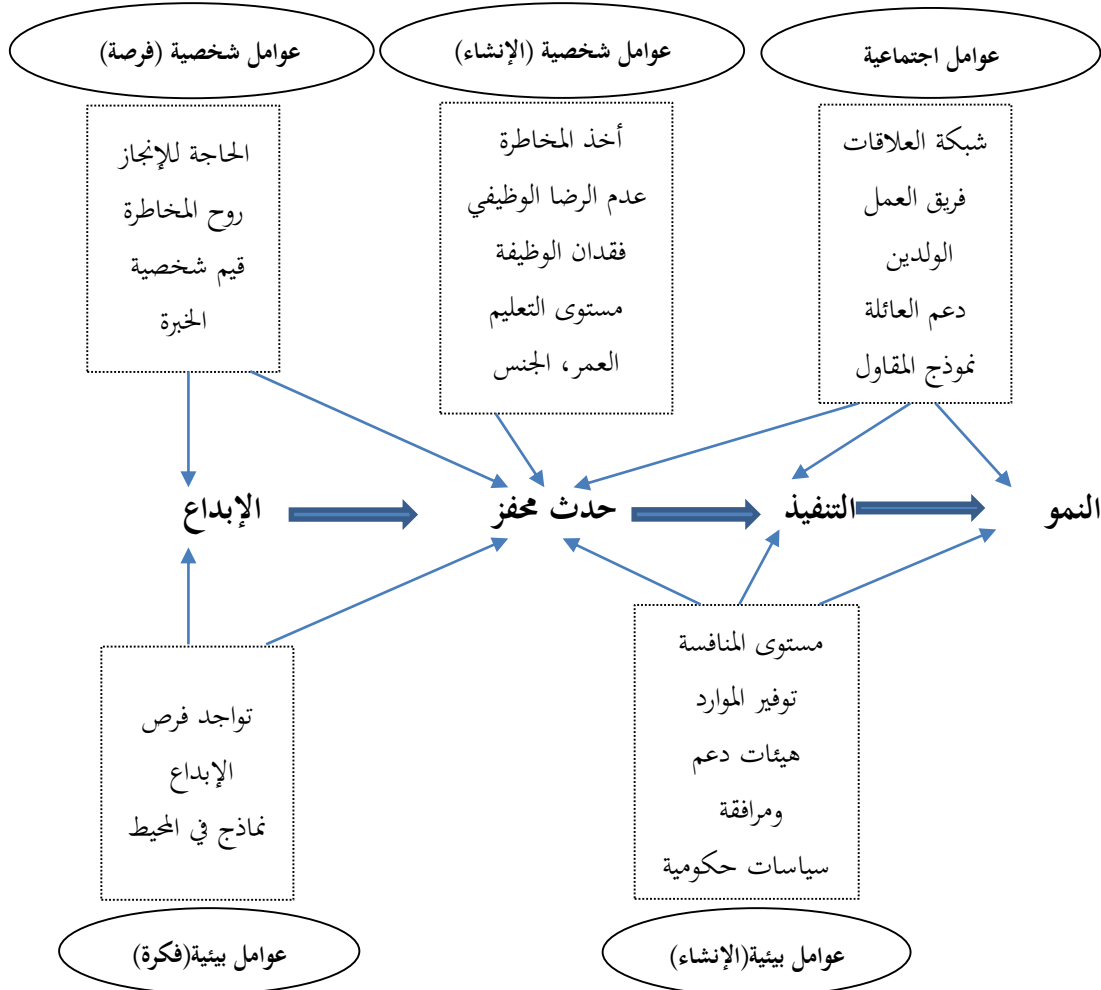 عوامل اجتماعية
عوامل شخصية (الإنشاء)
عوامل شخصية (فرصة)
شبكة العلاقات
فريق العمل
الولدين
دعم العائلة
نموذج المقاول
أخذ المخاطرة
عدم الرضا الوظيفي
فقدان الوظيفة
مستوى التعليم
العمر، الجنس
الحاجة للإنجاز
روح المخاطرة
قيم شخصية
الخبرة
الإبداع
حدث محفز
التنفيذ
النمو
مستوى المنافسة
توفير الموارد
هيئات دعم
ومرافقة
سياسات حكومية
تواجد فرص
الإبداع
نماذج في المحيط
عوامل بيئية(الإنشاء)
عوامل بيئية(فكرة)